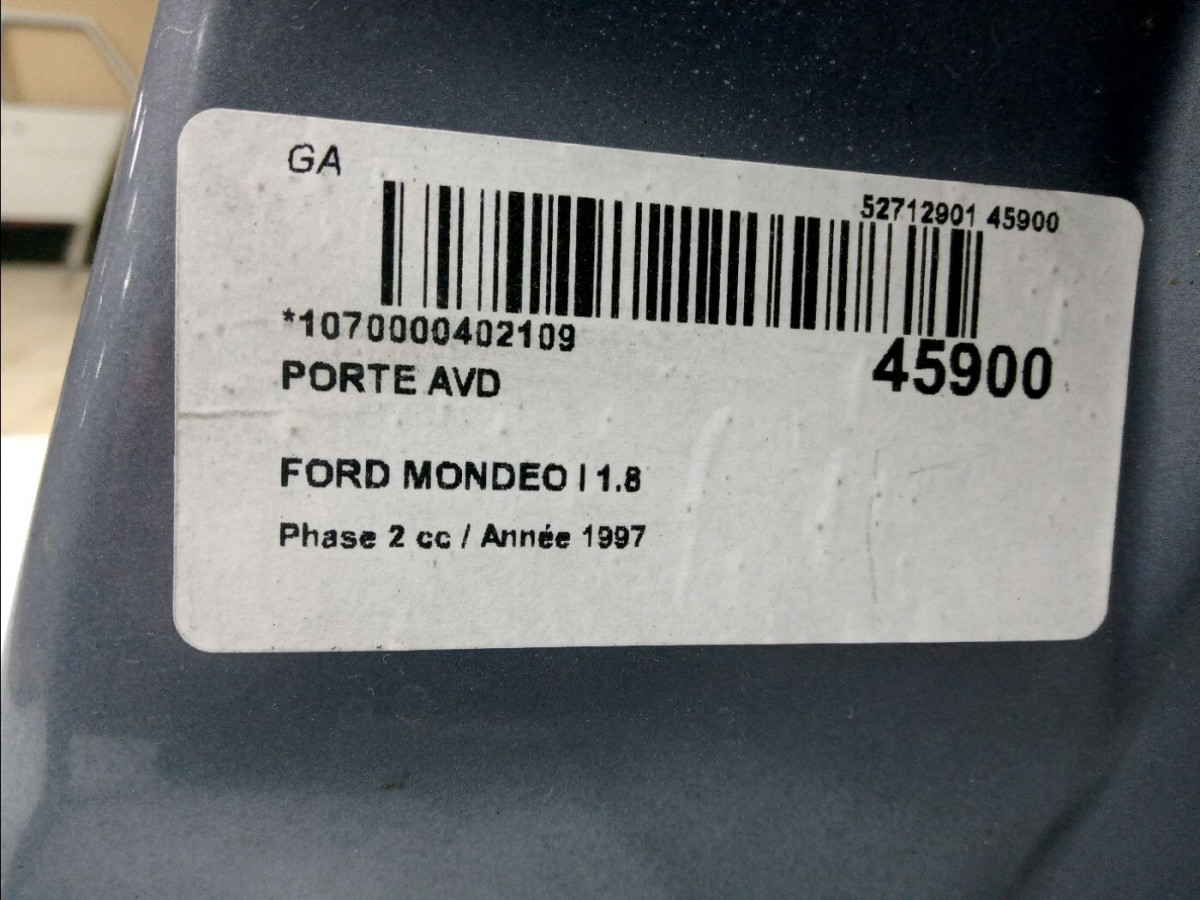 GA
52712901 45900
*1070000402109
45900
PORTE AVD
FORD MONDEO I 1.8
Phase 2 cc / Année 1997